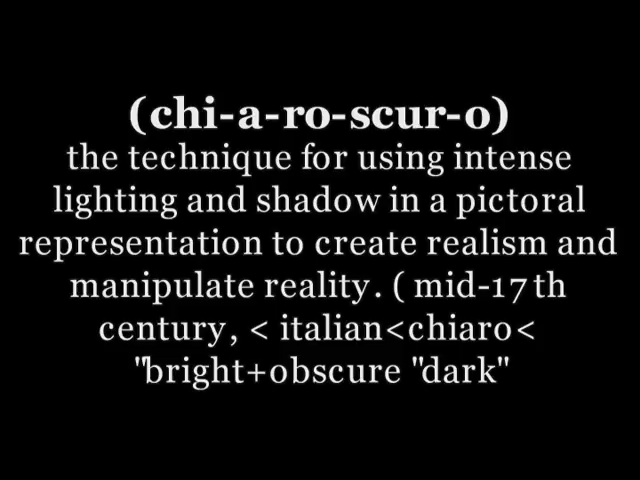 (chi-a-ro-scur-o)
the technique for using intense
lighting and shadow in a pictoral
representation to create realism and
manipulate reality. ( mid-17th
century, < italian<chiaro<
"bright+obscure "dark"